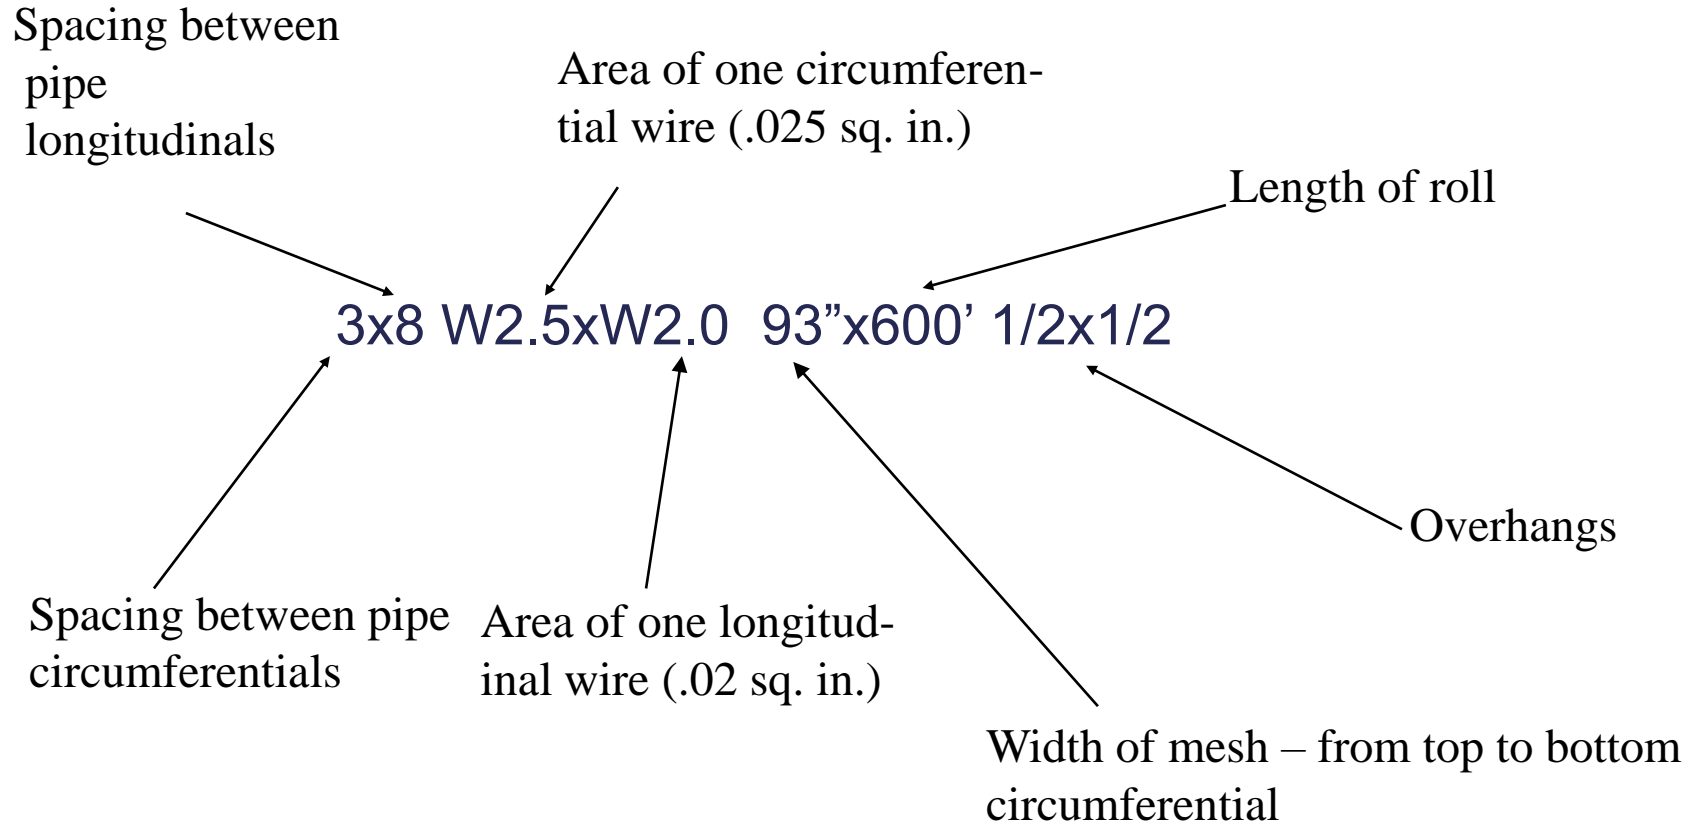 Spacing between
pipe
longitudinals
Area of one circumferen-
tial wire (.025 sq. in.)
Length of roll
3x8 W2.5xW2.0  93”x600’ 1/2x1/2
Overhangs
Spacing between pipe
circumferentials
Area of one longitud-
inal wire (.02 sq. in.)
Width of mesh – from top to bottom
circumferential